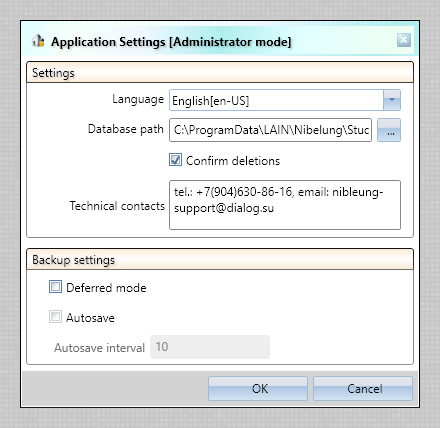 Application Settings [Administrator mode]
Settings
Language English[en-US]
Database path C:\ProgramData\LAIN\Nibelung\Stuc ...
Confirm deletions
Technical contacts tel.: +7(904)630-86-16, email: nibleung-
support@dialog.su
Backup settings
Deferred mode
Autosave
Autosave interval 10
OK Cancel